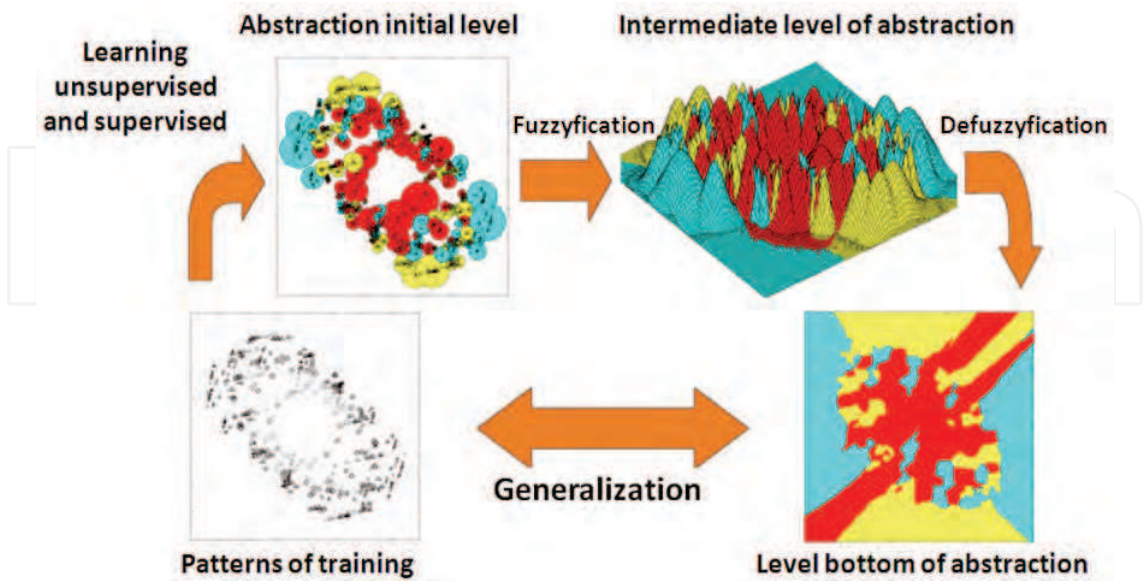 Abstraction initial level
Intermediate level of abstraction
Learning
unsupervised
and supervised
Fuzzyfication
Defuzzyfication
Generalization
Patterns of training
Level bottom of abstraction